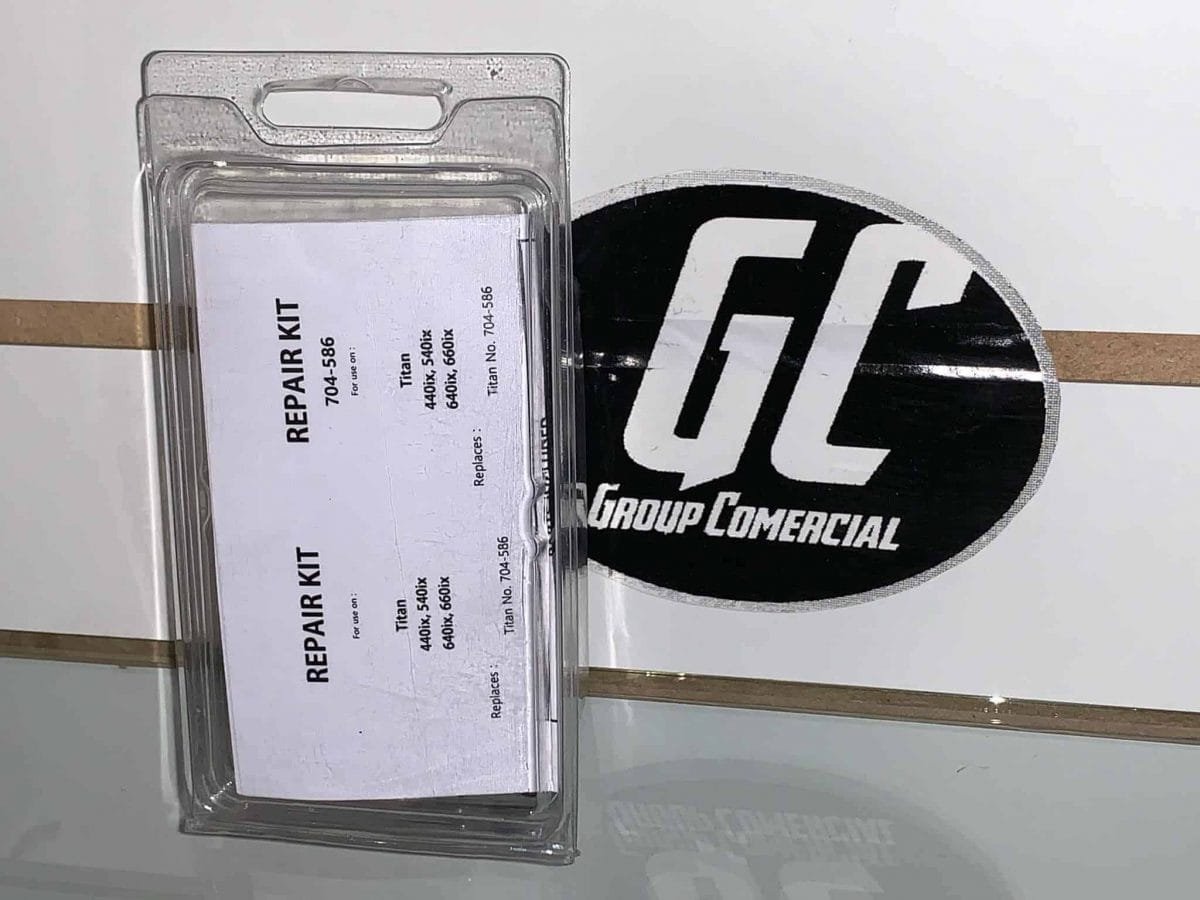 REPAIR KIT
For use on :
Titan
440ix, 540ix
640ix, 660ix
Replaces :
Titan No. 704-586
REPAIR KIT
704-586
For use on :
Titan
440ix, 540ix
640ix, 660ix
Replaces :
Titan No. 704-586
GC
GROUP COMERCIAL